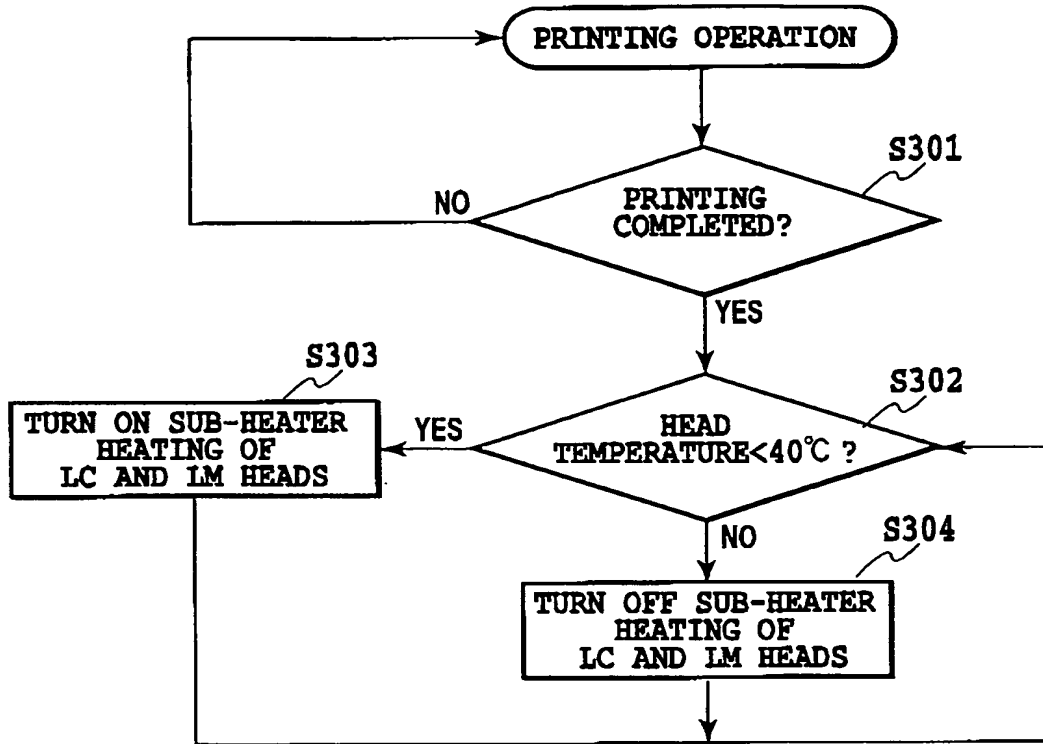 PRINTING OPERATION
S301
PRINTING
COMPLETED?
NO
YES
S303
TURN ON SUB-HEATER
HEATING OF
LC AND LM HEADS
YES
S302
HEAD
TEMPERATURE<40℃ ?
NO
S304
TURN OFF SUB-HEATER
HEATING OF
LC AND LM HEADS